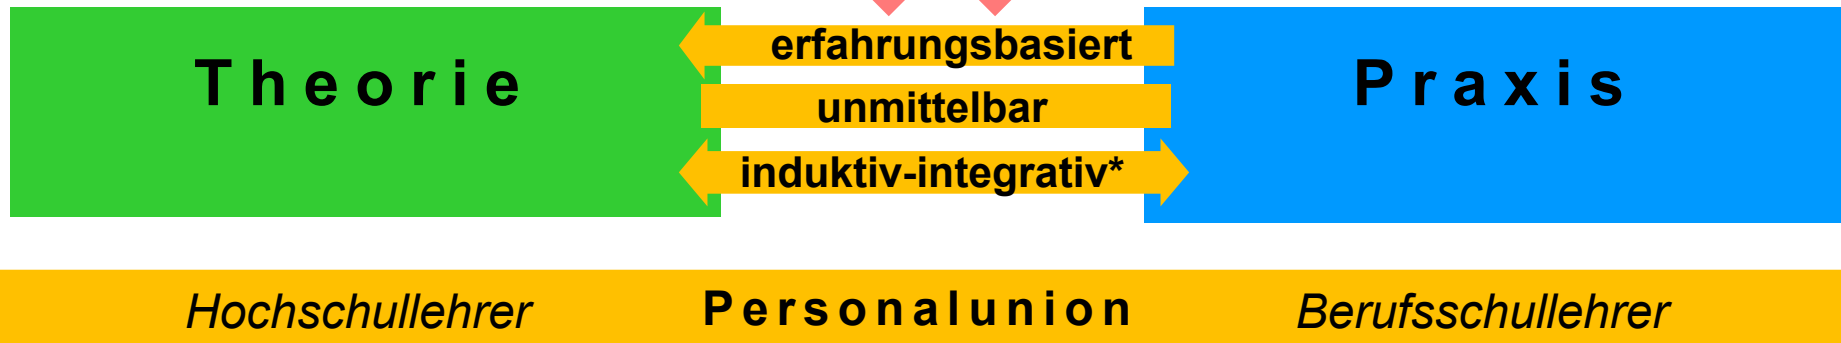 Theorie
erfahrungsbasiert
unmittelbar
induktiv-integrativ*
Praxis
Hochschullehrer
Personalunion
Berufsschullehrer